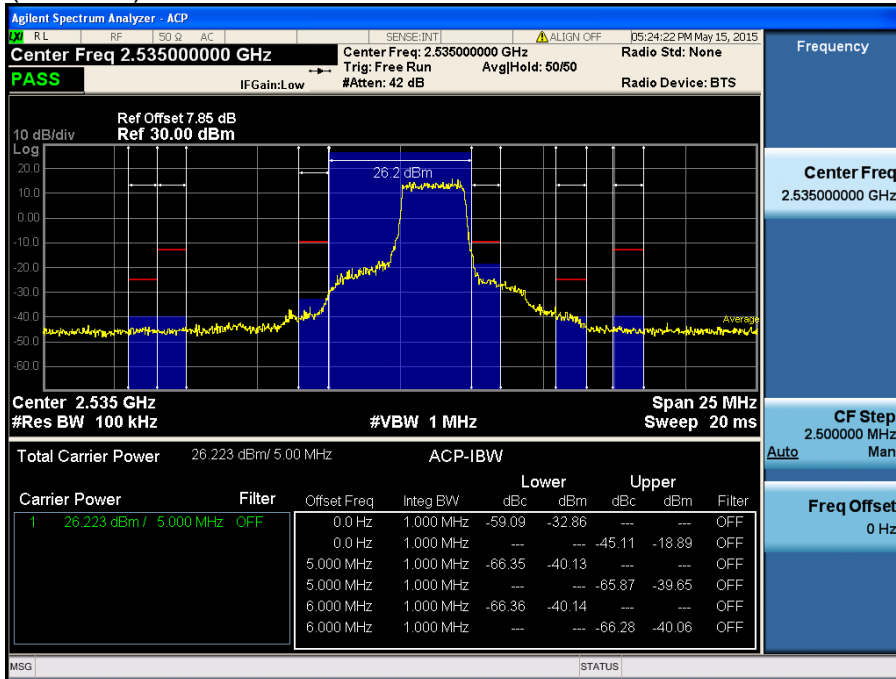 Agilent Spectrum Analyzer - ACP
LXI RL RF 50 Ω AC SENSE:INT ALIGN OFF 05:24:22 PM May 15, 2015
Center Freq 2.535000000 GHz
Center Freq: 2.535000000 GHz
Radio Std: None
Trig: Free Run Avg|Hold: 50/50
PASS
IFGain:Low
#Atten: 42 dB
Radio Device: BTS
Ref Offset 7.85 dB
10 dB/div Ref 30.00 dBm
Log
20.0
10.0
0.00
-10.0
-20.0
-30.0
-40.0
-50.0
-60.0
26.2 dBm
Average
Center 2.535 GHz Span 25 MHz
#Res BW 100 kHz #VBW 1 MHz Sweep 20 ms
Total Carrier Power 26.223 dBm/ 5.00 MHz ACP-IBW
Lower Upper
Carrier Power Filter Offset Freq Integ BW dBc dBm dBc dBm Filter
1 26.223 dBm / 5.000 MHz OFF 0.0 Hz 1.000 MHz -59.09 -32.86 --- --- OFF
0.0 Hz 1.000 MHz --- --- -45.11 -18.89 OFF
5.000 MHz 1.000 MHz -66.35 -40.13 --- --- OFF
5.000 MHz 1.000 MHz --- --- -65.87 -39.65 OFF
6.000 MHz 1.000 MHz -66.36 -40.14 --- --- OFF
6.000 MHz 1.000 MHz --- --- -66.28 -40.06 OFF
MSG STATUS
Frequency
Center Freq
2.535000000 GHz
CF Step
2.500000 MHz
Auto Man
Freq Offset
0 Hz